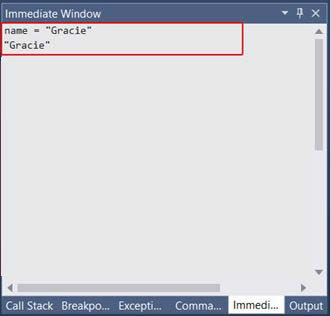 Immediate Window
name = "Gracie"
"Gracie"
Call Stack Breakpo... Excepti... Comma... Immedi... Output